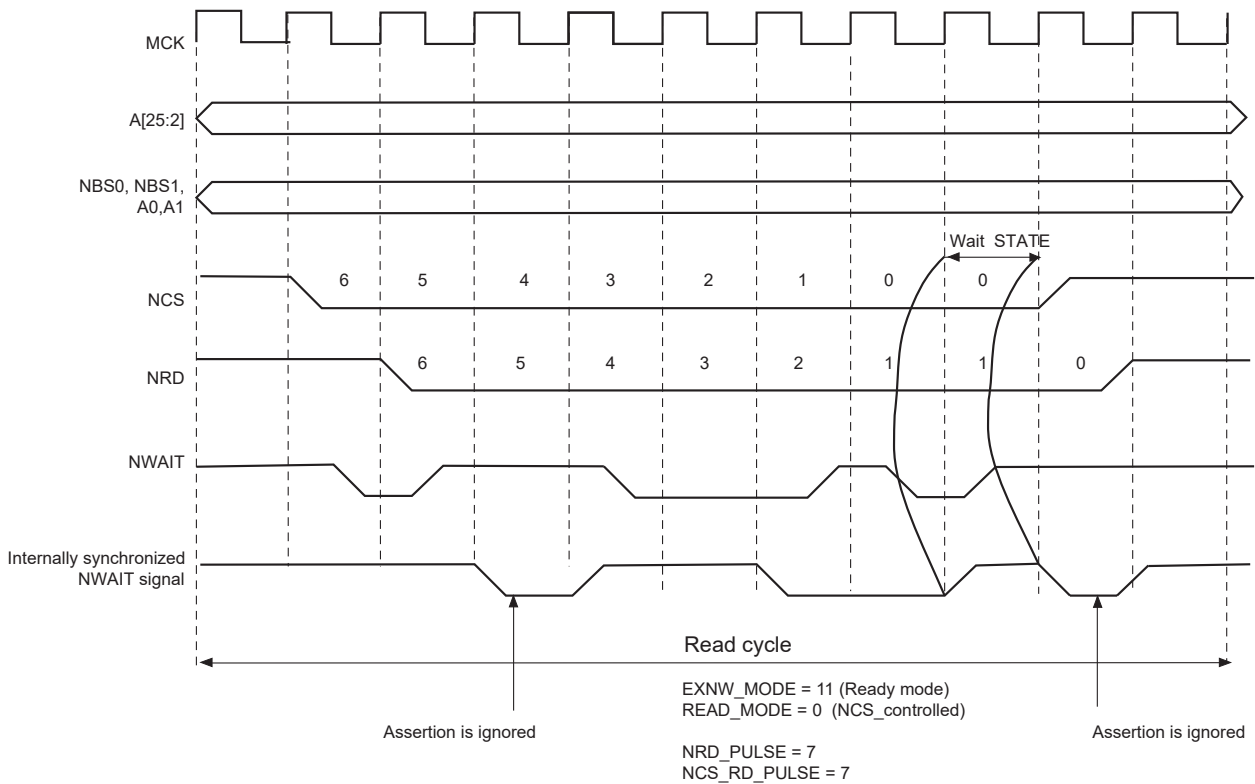 MCK
A[25:2]
NBS0, NBS1,
A0,A1
Wait STATE
NCS
6 5 4 3 2 1 0 0
NRD
6 5 4 3 2 1 1 0
NWAIT
Internally synchronized
NWAIT signal
Read cycle
EXNW_MODE = 11 (Ready mode)
READ_MODE = 0 (NCS_controlled)
Assertion is ignored
Assertion is ignored
NRD_PULSE = 7
NCS_RD_PULSE = 7